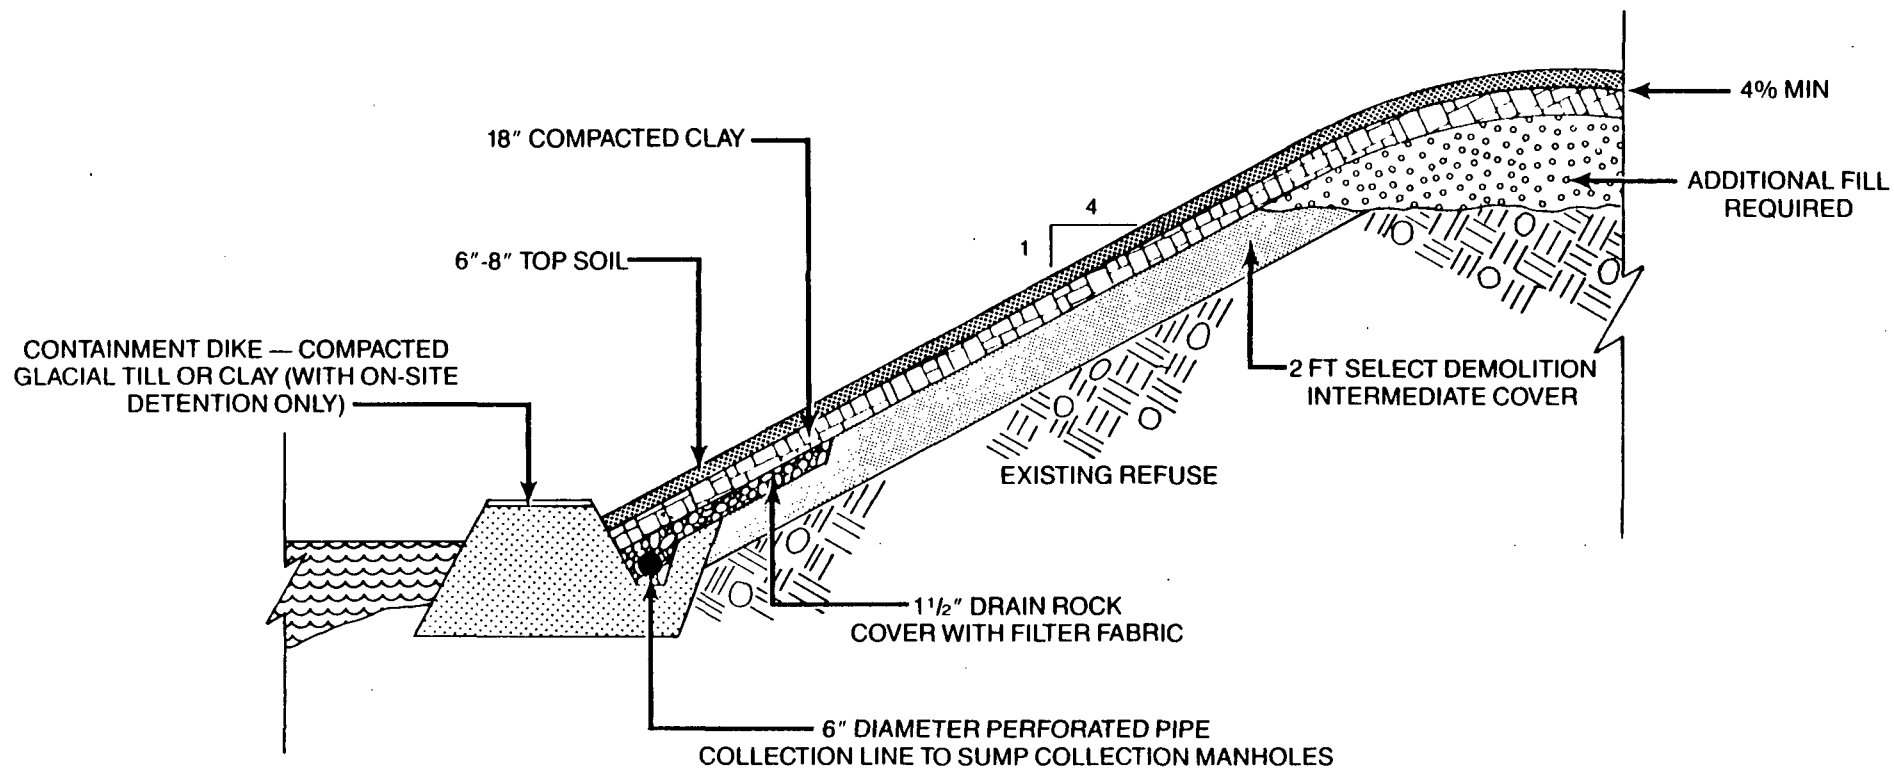 4% MIN
18" COMPACTED CLAY
ADDITIONAL FILL
REQUIRED
4
1
6"-8" TOP SOIL
CONTAINMENT DIKE — COMPACTED
GLACIAL TILL OR CLAY (WITH ON-SITE
DETENTION ONLY)
2 FT SELECT DEMOLITION
INTERMEDIATE COVER
EXISTING REFUSE
1 1/2" DRAIN ROCK
COVER WITH FILTER FABRIC
6" DIAMETER PERFORATED PIPE
COLLECTION LINE TO SUMP COLLECTION MANHOLES